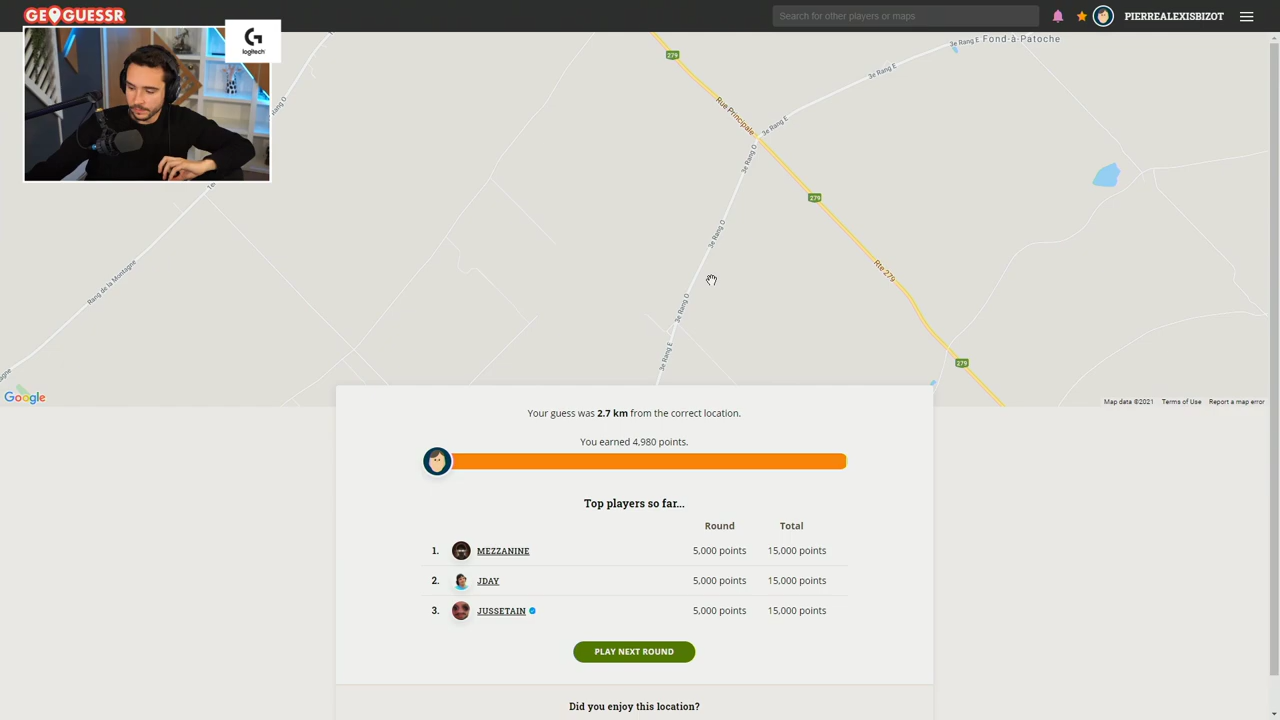 GEOGUESSR
Search for other players or maps
PIERREALEXISBIZOT
logitech
279
3e Rang E
Fond-à-Patoche
3e Rang E
Rue Principale
3e Rang E
3e Rang O
279
3e Rang O
Rang de la Montagne
Rte 279
3e Rang O
3e Rang E
279
Google
Map data ©2021
Terms of Use
Report a map error
Your guess was 2.7 km from the correct location.
You earned 4,980 points.
Top players so far...
Round
Total
1. MEZZANINE 5,000 points 15,000 points
2. JDAY 5,000 points 15,000 points
3. JUSSETAIN 5,000 points 15,000 points
PLAY NEXT ROUND
Did you enjoy this location?